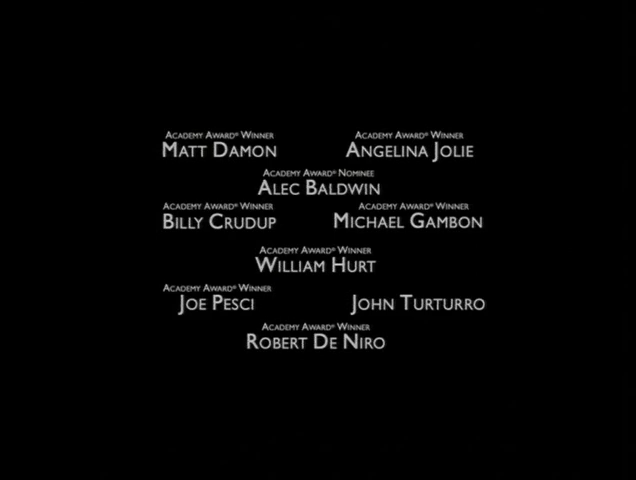 ACADEMY AWARD® WINNER ACADEMY AWARD® WINNER
MATT DAMON ANGELINA JOLIE
ACADEMY AWARD® NOMINEE
ALEC BALDWIN
ACADEMY AWARD® WINNER ACADEMY AWARD® WINNER
BILLY CRUDUP MICHAEL GAMBON
ACADEMY AWARD® WINNER
WILLIAM HURT
ACADEMY AWARD® WINNER
JOE PESCI JOHN TURTURRO
ACADEMY AWARD® WINNER
ROBERT DE NIRO